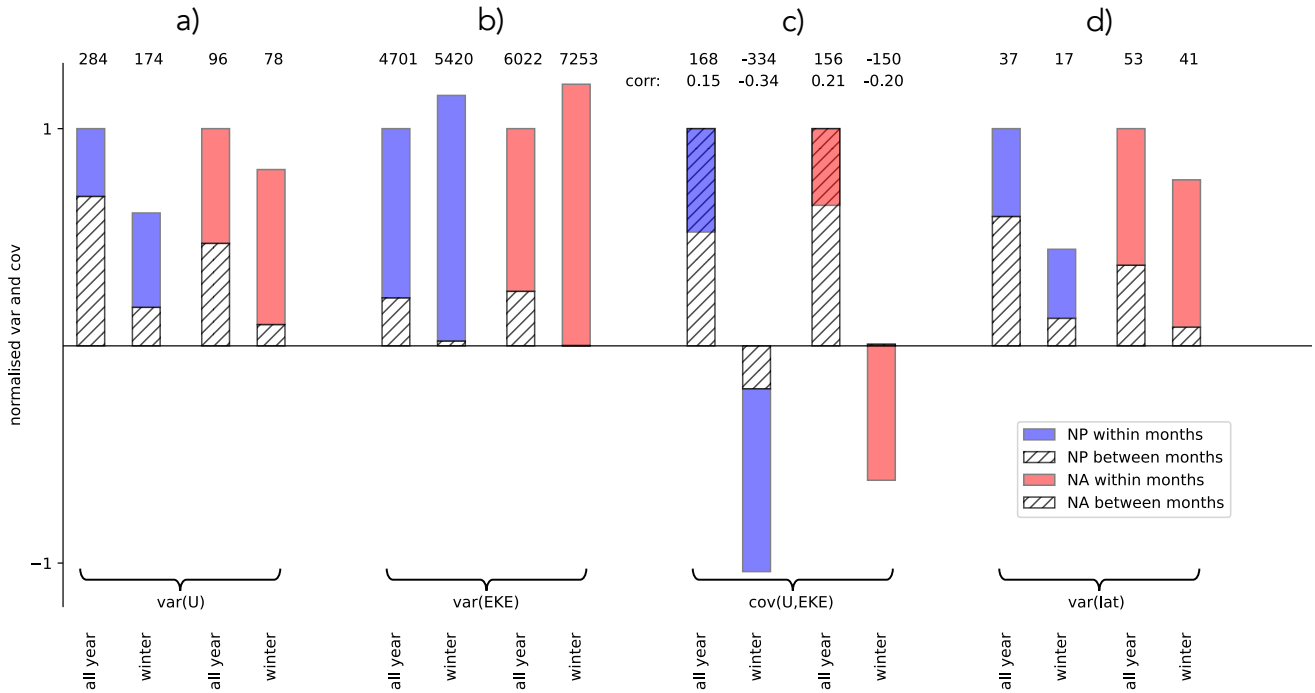 a) b) c) d)
284 174 96 78 4701 5420 6022 7253 168 -334 156 -150 37 17 53 41
corr: 0.15 -0.34 0.21 -0.20
1
normalised var and cov
NP within months
NP between months
NA within months
NA between months
−1
var(U) var(EKE) cov(U,EKE) var(lat)
all year winter all year winter all year winter all year winter all year winter all year winter all year winter all year winter